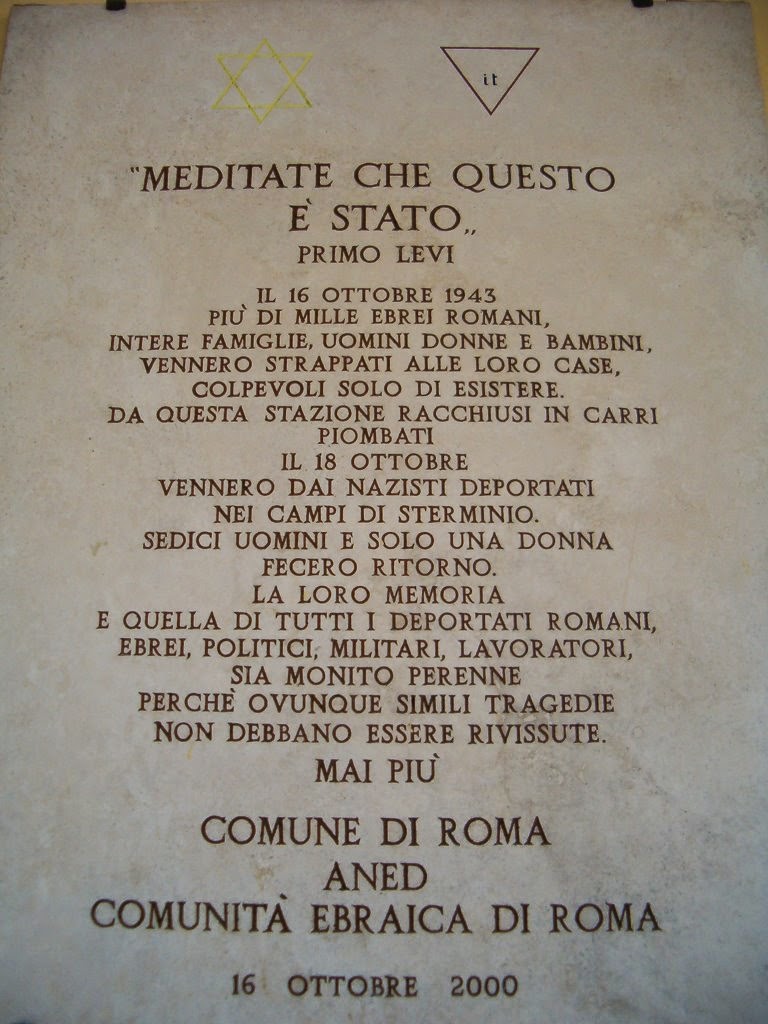 it
"MEDITATE CHE QUESTO
È STATO„
PRIMO LEVI
IL 16 OTTOBRE 1943
PIÙ DI MILLE EBREI ROMANI,
INTERE FAMIGLIE, UOMINI DONNE E BAMBINI,
VENNERO STRAPPATI ALLE LORO CASE,
COLPEVOLI SOLO DI ESISTERE.
DA QUESTA STAZIONE RACCHIUSI IN CARRI
PIOMBATI
IL 18 OTTOBRE
VENNERO DAI NAZISTI DEPORTATI
NEI CAMPI DI STERMINIO.
SEDICI UOMINI E SOLO UNA DONNA
FECERO RITORNO.
LA LORO MEMORIA
E QUELLA DI TUTTI I DEPORTATI ROMANI,
EBREI, POLITICI, MILITARI, LAVORATORI,
SIA MONITO PERENNE
PERCHÈ OVUNQUE SIMILI TRAGEDIE
NON DEBBANO ESSERE RIVISSUTE.
MAI PIÙ
COMUNE DI ROMA
ANED
COMUNITÀ EBRAICA DI ROMA
16 OTTOBRE 2000